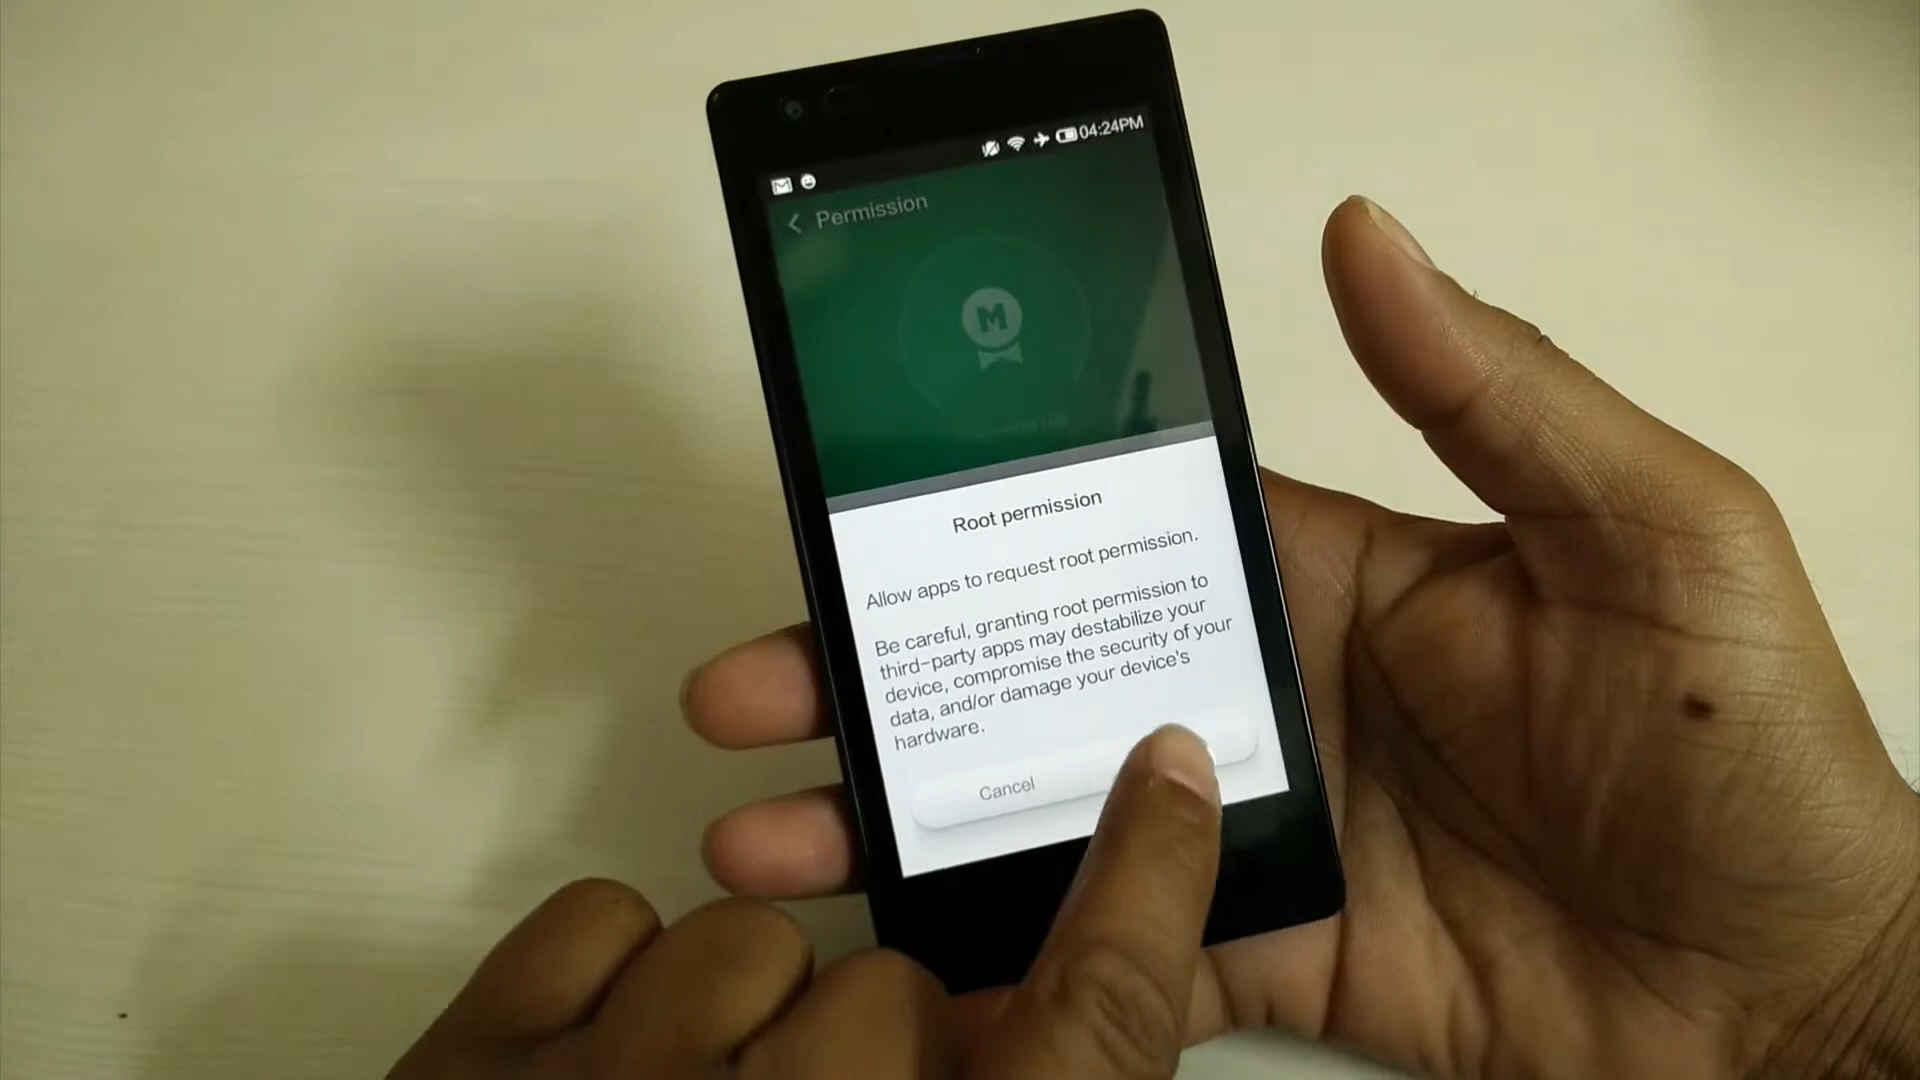 04:24PM
Permission
M
Root permission
Allow apps to request root permission.
Be careful, granting root permission to
third-party apps may destabilize your
device, compromise the security of your
data, and/or damage your device's
hardware.
Cancel